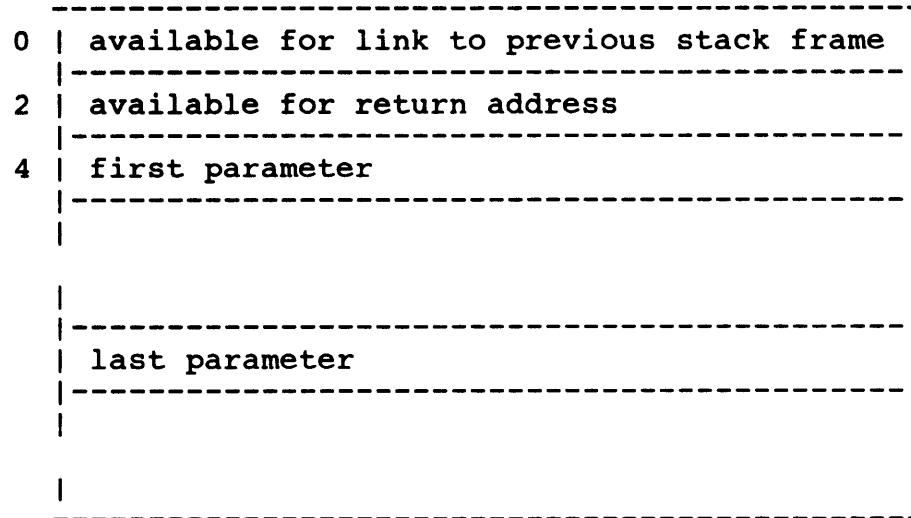 0 | available for link to previous stack frame
2 | available for return address
4 | first parameter
last parameter